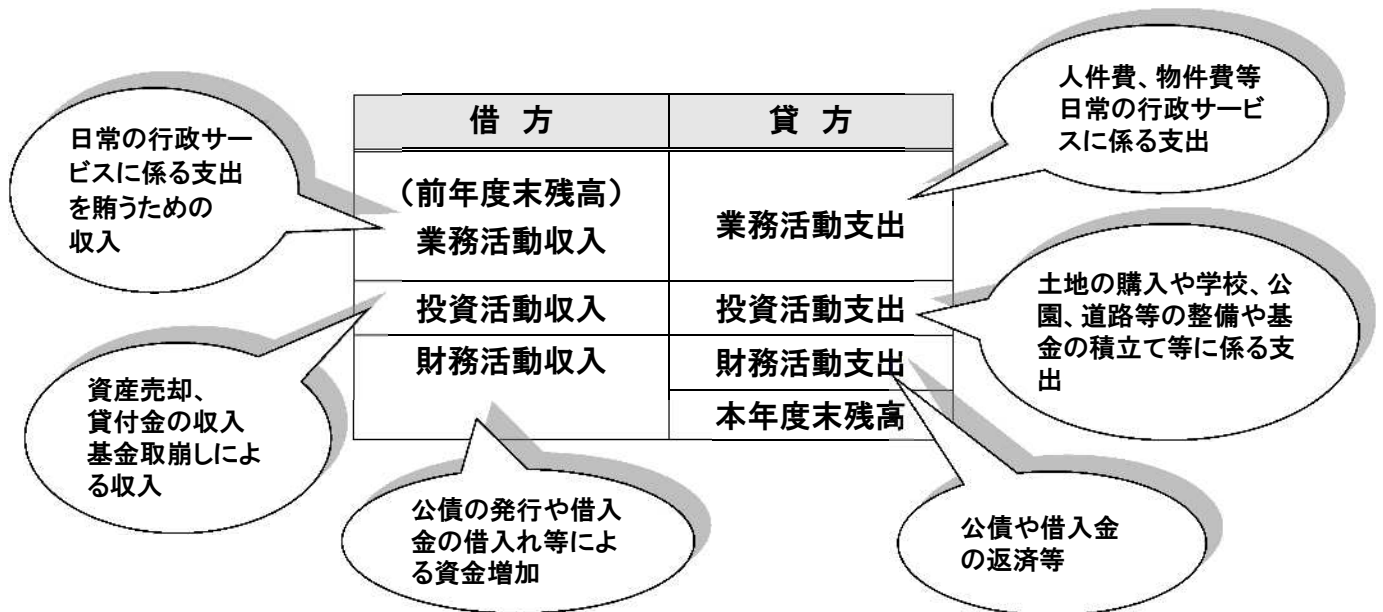 借 方
貸 方
（前年度末残高）
業務活動収入
業務活動支出
投資活動収入
投資活動支出
財務活動収入
財務活動支出
本年度末残高
日常の行政サー
ビスに係る支出
を賄うための
収入
人件費、物件費等
日常の行政サービ
スに係る支出
土地の購入や学校、公
園、道路等の整備や基
金の積立て等に係る支
出
資産売却、
貸付金の収入
基金取崩しによ
る収入
公債の発行や借入
金の借入れ等によ
る資金増加
公債や借入金
の返済等